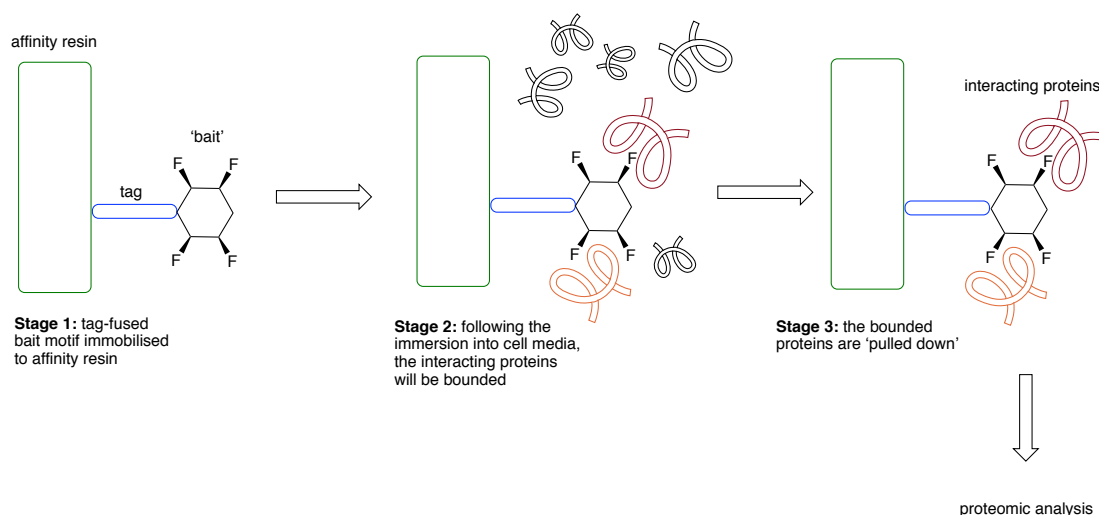 affinity resin
'bait'
F
F
tag
F
F
Stage 1: tag-fused
bait motif immobilised
to affinity resin
F
F
F
F
Stage 2: following the
immersion into cell media,
the interacting proteins
will be bounded
interacting proteins
F
F
F
F
Stage 3: the bounded
proteins are 'pulled down'
proteomic analysis